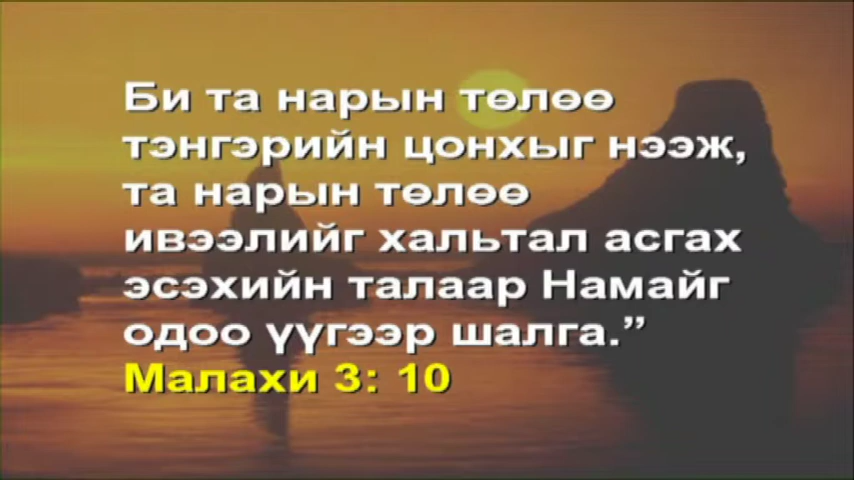 Би та нарын төлөө
тэнгэрийн цонхыг нээж,
та нарын төлөө
ивээлийг хальтал асгах
эсэхийн талаар Намайг
одоо үүгээр шалга.”
Малахи 3: 10